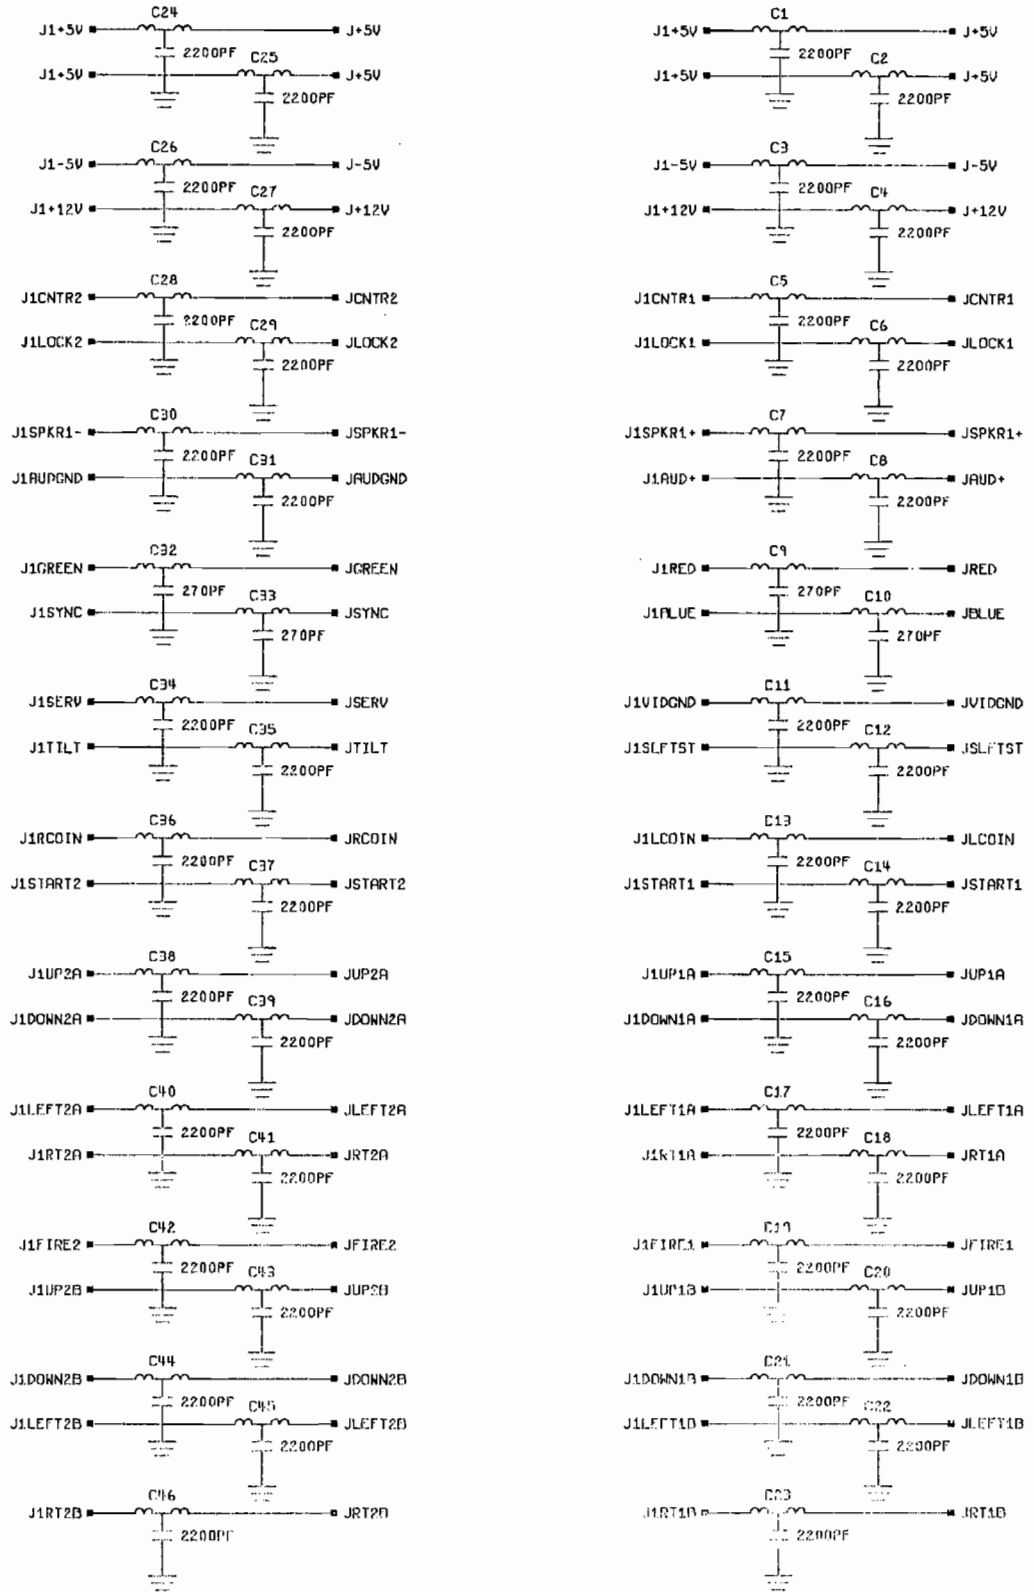 C24
J1+5V J+5V
2200PF
C25
J1+5V J+5V
2200PF
C26
J1-5V J-5V
2200PF
C27
J1+12V J+12V
2200PF
C28
J1CNTR2 JCNTR2
2200PF
C29
J1LOCK2 JLOCK2
2200PF
C30
J1SPKR1- JSPKR1-
2200PF
C31
J1AUDGND JAUDGND
2200PF
C32
J1GREEN JGREEN
270PF
C33
J1SYNC JSYNC
270PF
C34
J1SERV JSERV
2200PF
C35
J1TILT JTILT
2200PF
C36
J1RCOIN JRCOIN
2200PF
C37
J1START2 JSTART2
2200PF
C38
J1UP2A JUP2A
2200PF
C39
J1DOWN2A JDOWN2A
2200PF
C40
J1LEFT2A JLEFT2A
2200PF
C41
J1RT2A JRT2A
2200PF
C42
J1FIRE2 JFIRE2
2200PF
C43
J1UP2B JUP2B
2200PF
C44
J1DOWN2B JDOWN2B
2200PF
C45
J1LEFT2B JLEFT2B
2200PF
C46
J1RT2B JRT2B
2200PF
C1
J1+5V J+5V
2200PF
C2
J1+5V J+5V
2200PF
C3
J1-5V J-5V
2200PF
C4
J1+12V J+12V
2200PF
C5
J1CNTR1 JCNTR1
2200PF
C6
J1LOCK1 JLOCK1
2200PF
C7
J1SPKR1+ JSPKR1+
2200PF
C8
J1AUD+ JAUD+
2200PF
C9
J1RED JRED
270PF
C10
J1BLUE JBLUE
270PF
C11
J1VIDGND JVIDGND
2200PF
C12
J1SLFTST JSLFTST
2200PF
C13
J1LCOIN JLCOIN
2200PF
C14
J1START1 JSTART1
2200PF
C15
J1UP1A JUP1A
2200PF
C16
J1DOWN1A JDOWN1A
2200PF
C17
J1LEFT1A JLEFT1A
2200PF
C18
J1RT1A JRT1A
2200PF
C19
J1FIRE1 JFIRE1
2200PF
C20
J1UP1B JUP1B
2200PF
C21
J1DOWN1B JDOWN1B
2200PF
C22
J1LEFT1B JLEFT1B
2200PF
C23
J1RT1B JRT1B
2200PF